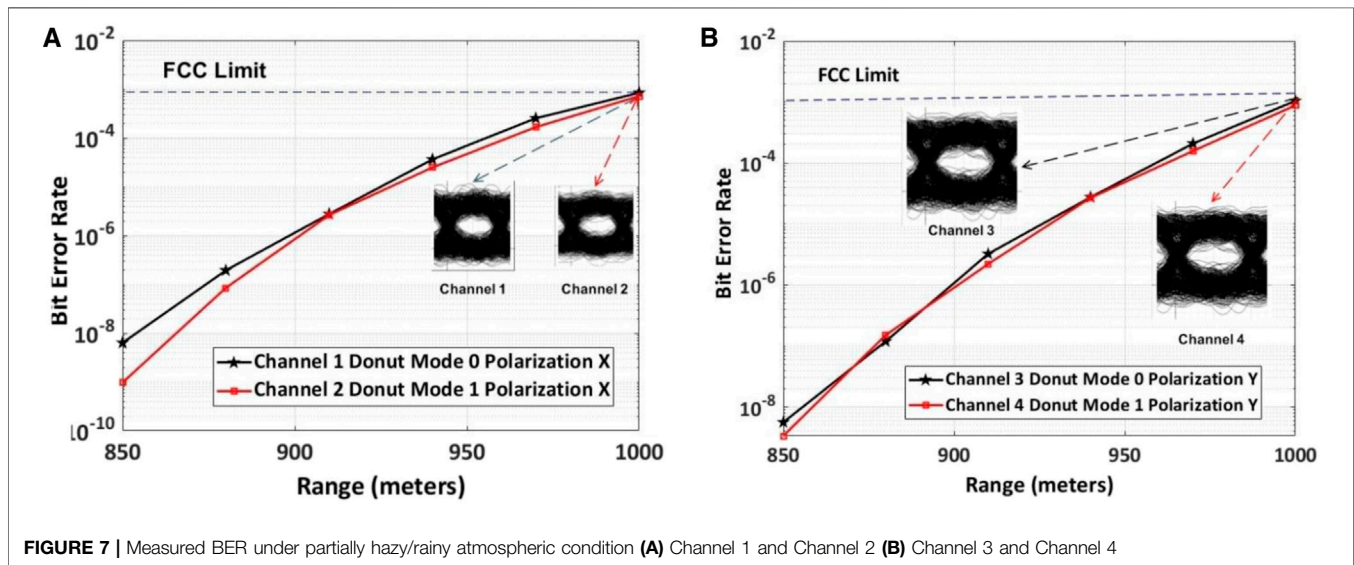 A
FCC Limit
10-2
10-4
10-6
10-8
10-10
Bit Error Rate
Channel 1
Channel 2
Channel 1 Donut Mode 0 Polarization X
Channel 2 Donut Mode 1 Polarization X
850
900
950
1000
Range (meters)
B
FCC Limit
10-2
10-4
10-6
10-8
Bit Error Rate
Channel 3
Channel 4
Channel 3 Donut Mode 0 Polarization Y
Channel 4 Donut Mode 1 Polarization Y
850
900
950
1000
Range (meters)
FIGURE 7 | Measured BER under partially hazy/rainy atmospheric condition (A) Channel 1 and Channel 2 (B) Channel 3 and Channel 4